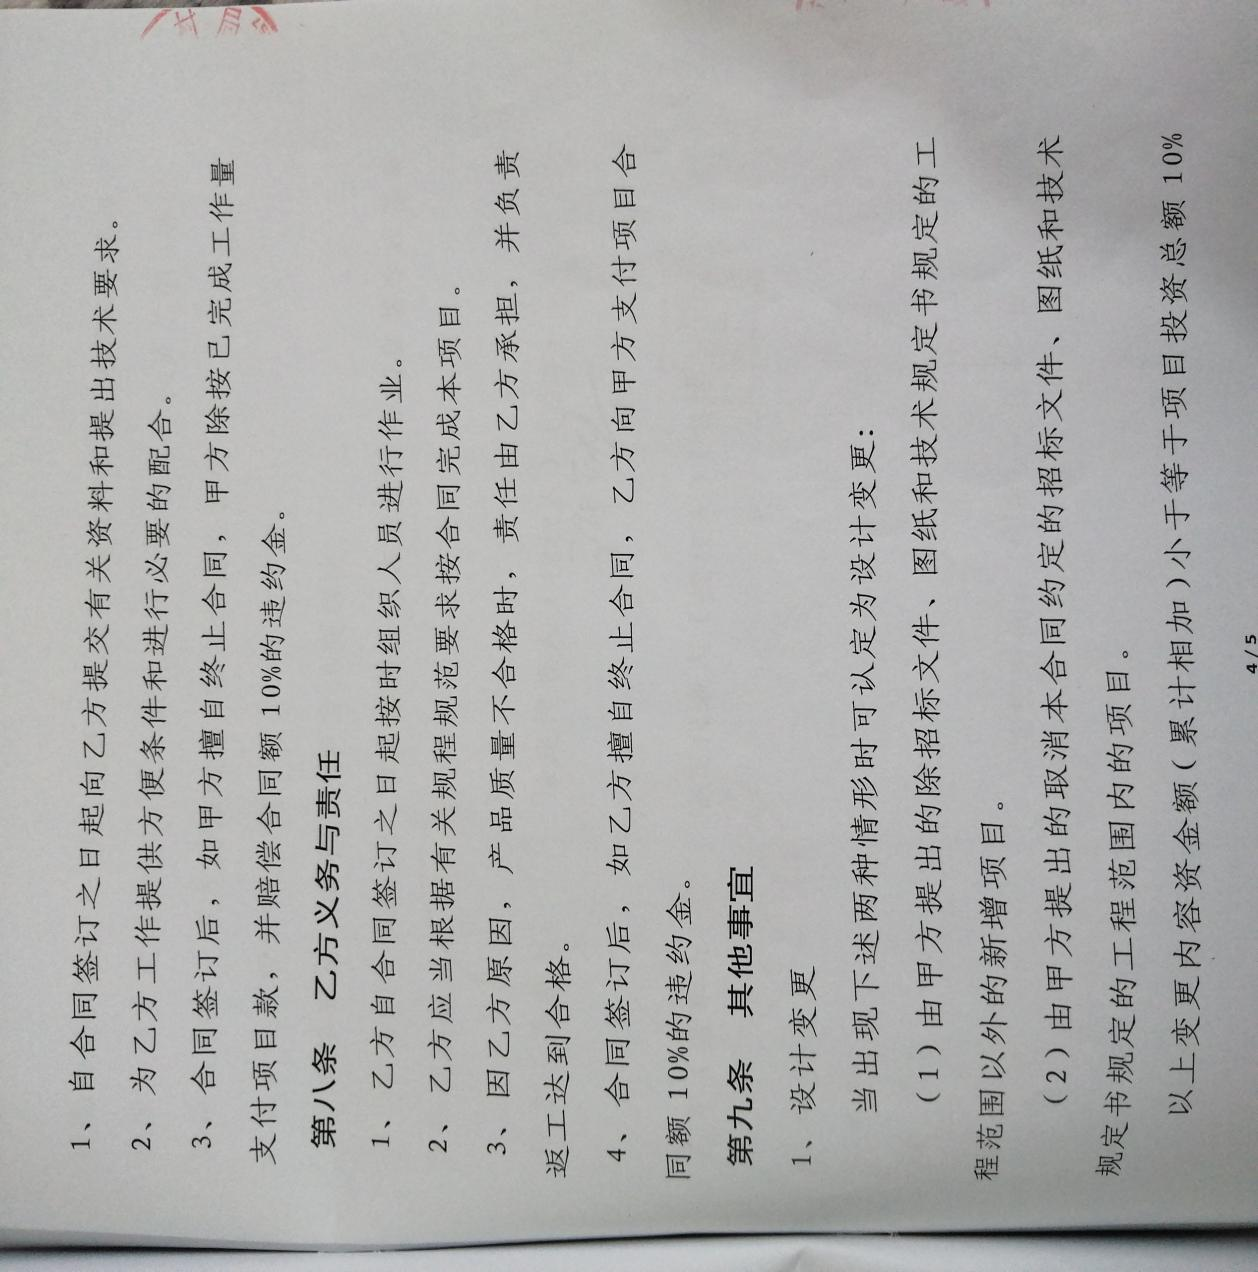 1、自合同签订之日起向乙方提交有关资料和提出技术要求。
2、为乙方工作提供方便条件和进行必要的配合。
3、合同签订后，如甲方擅自终止合同，甲方除按已完成工作量
支付项目款，并赔偿合同额10%的违约金。
第八条 乙方义务与责任
1、乙方自合同签订之日起按时组织人员进行作业。
2、乙方应当根据有关规程规范要求按合同完成本项目。
3、因乙方原因，产品质量不合格时，责任由乙方承担，并负责
返工达到合格。
4、合同签订后，如乙方擅自终止合同，乙方向甲方支付项目合
同额10%的违约金。
第九条 其他事宜
1、设计变更
当出现下述两种情形时可认定为设计变更：
（1）由甲方提出的除招标文件、图纸和技术规定书规定的工
程范围以外的新增项目。
（2）由甲方提出的取消本合同约定的招标文件、图纸和技术
规定书规定的工程范围内的项目。
以上变更内容资金额（累计相加）小于等于项目投资总额10%
4/5